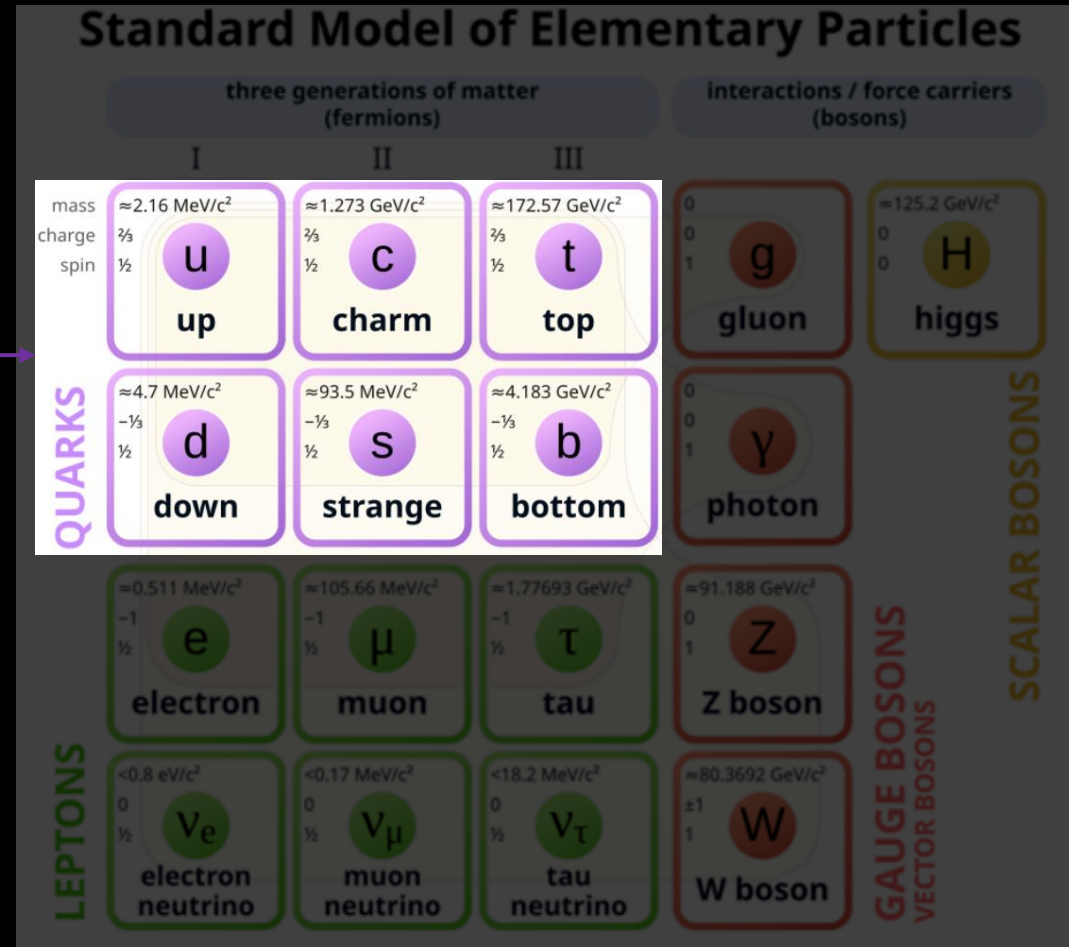 Standard Model of Elementary Particles
three generations of matter
(fermions)
interactions / force carriers
(bosons)
I II III
mass
charge
spin
≈2.16 MeV/c²
⅔
½
u
up
≈1.273 GeV/c²
⅔
½
c
charm
≈172.57 GeV/c²
⅔
½
t
top
0
0
1
g
gluon
≈125.2 GeV/c²
0
0
H
higgs
QUARKS
≈4.7 MeV/c²
−⅓
½
d
down
≈93.5 MeV/c²
−⅓
½
s
strange
≈4.183 GeV/c²
−⅓
½
b
bottom
0
0
1
γ
photon
SCALAR BOSONS
≈0.511 MeV/c²
−1
½
e
electron
≈105.66 MeV/c²
−1
½
μ
muon
≈1.77693 GeV/c²
−1
½
τ
tau
≈91.188 GeV/c²
0
1
Z
Z boson
LEPTONS
<0.8 eV/c²
0
½
νe
electron
neutrino
<0.17 MeV/c²
0
½
νμ
muon
neutrino
<18.2 MeV/c²
0
½
ντ
tau
neutrino
≈80.3692 GeV/c²
±1
1
W
W boson
GAUGE BOSONS
VECTOR BOSONS